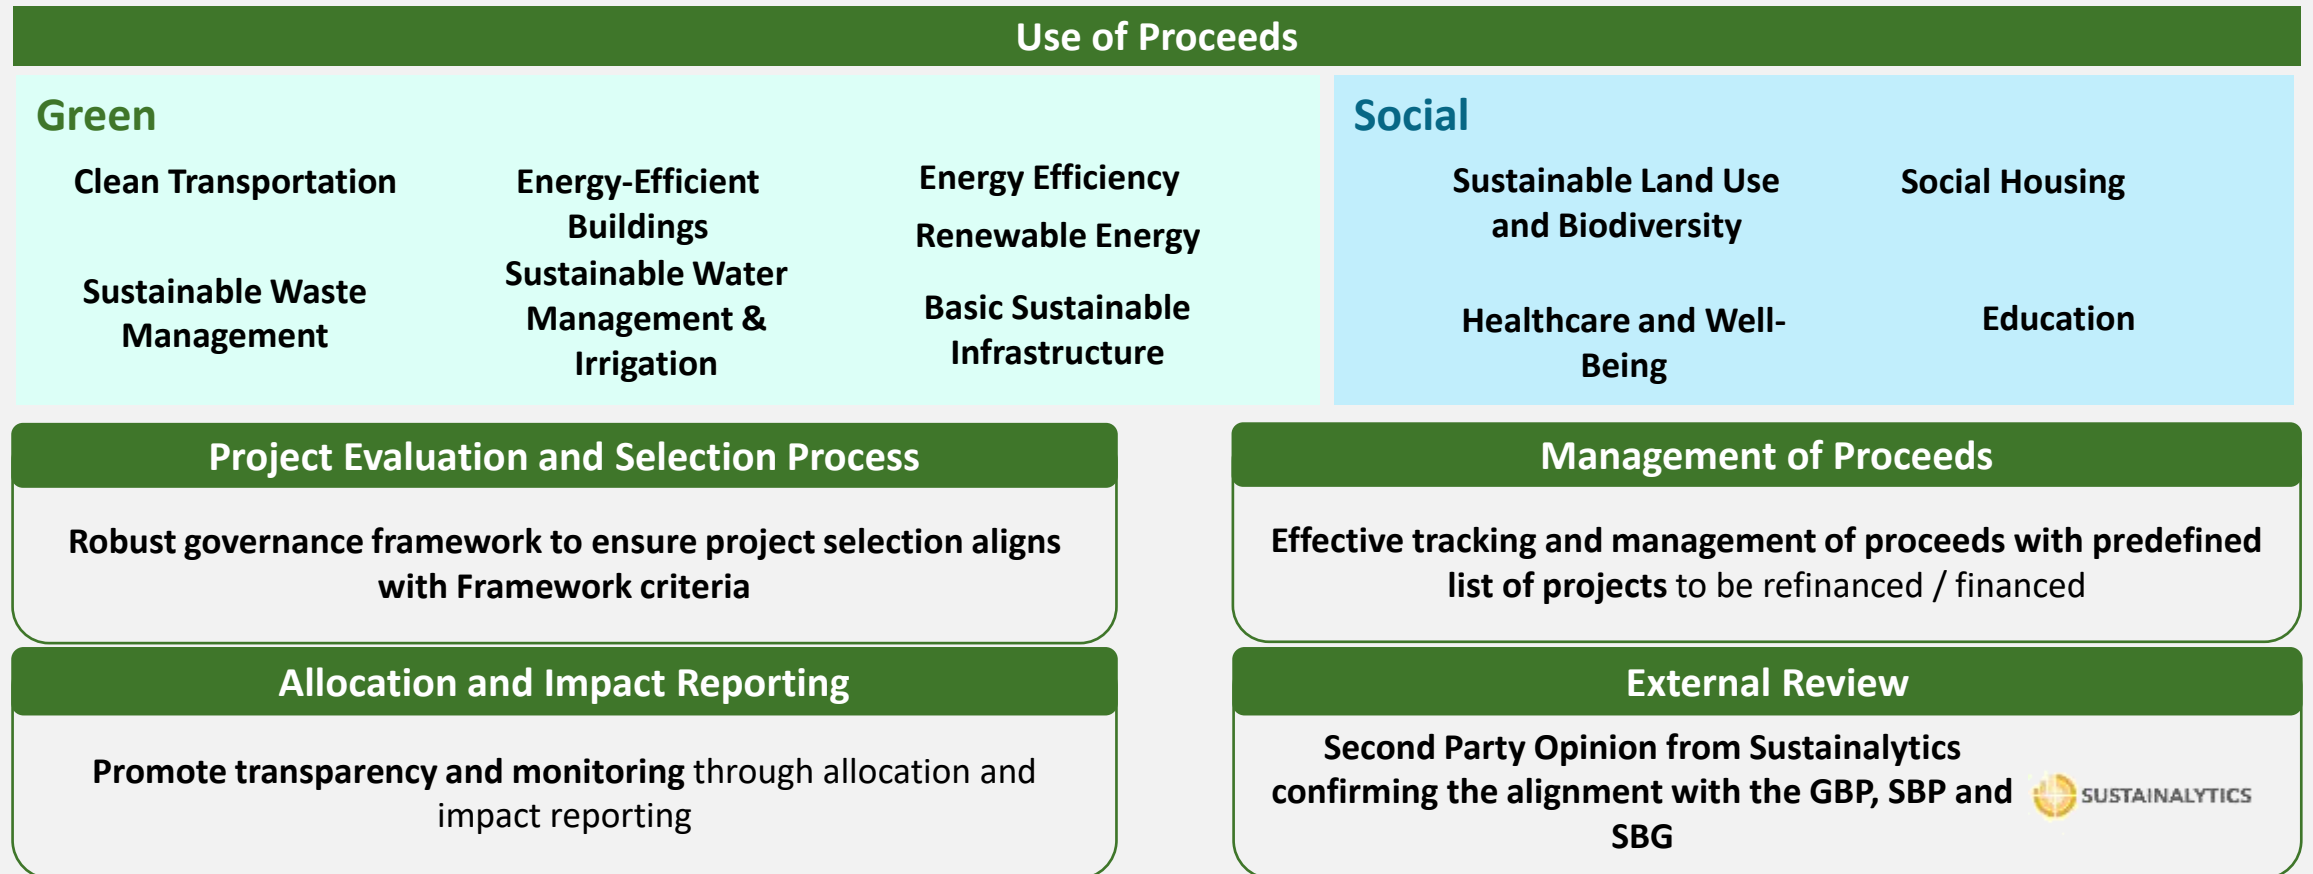 Use of Proceeds
Green
Clean Transportation
Energy-Efficient
Buildings
Energy Efficiency
Renewable Energy
Sustainable Waste
Management
Sustainable Water
Management &
Irrigation
Basic Sustainable
Infrastructure
Social
Sustainable Land Use
and Biodiversity
Social Housing
Healthcare and Well-
Being
Education
Project Evaluation and Selection Process
Robust governance framework to ensure project selection aligns
with Framework criteria
Management of Proceeds
Effective tracking and management of proceeds with predefined
list of projects to be refinanced / financed
Allocation and Impact Reporting
Promote transparency and monitoring through allocation and
impact reporting
External Review
Second Party Opinion from Sustainalytics
confirming the alignment with the GBP, SBP and
SBG
SUSTAINALYTICS